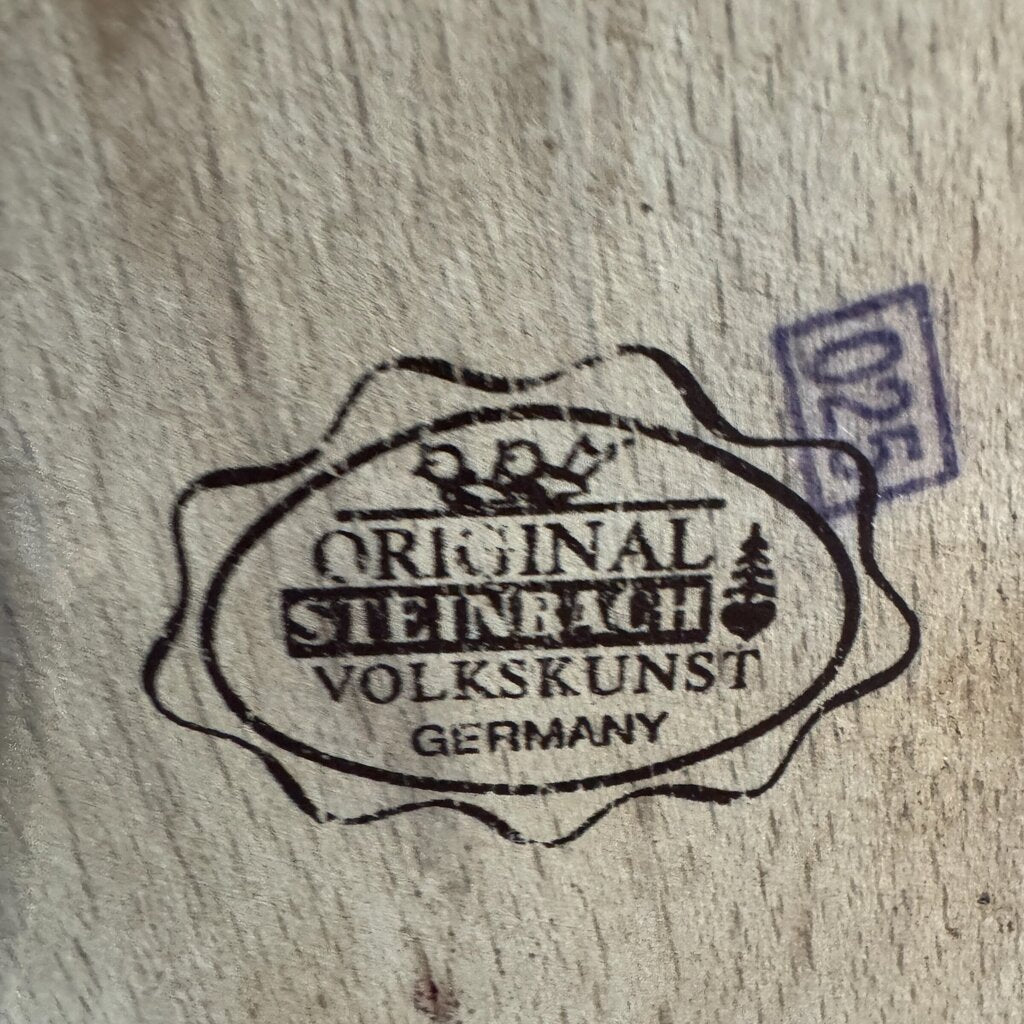 ORIGINAL
STEINBACH
VOLKSKUNST
GERMANY
025